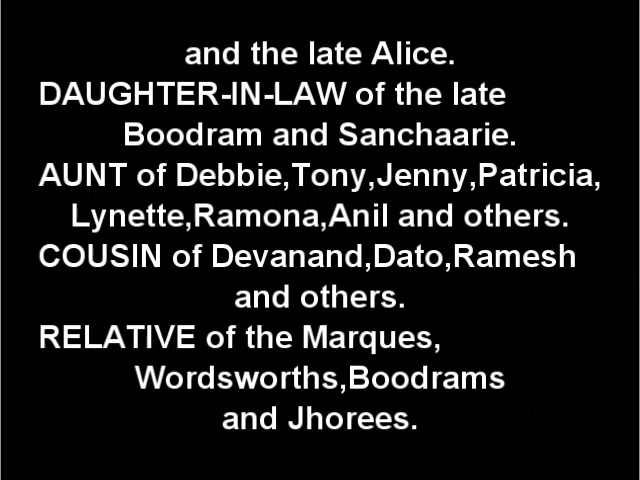 and the late Alice.
DAUGHTER-IN-LAW of the late
Boodram and Sanchaarie.
AUNT of Debbie,Tony,Jenny,Patricia,
Lynette,Ramona,Anil and others.
COUSIN of Devanand,Dato,Ramesh
and others.
RELATIVE of the Marques,
Wordsworths,Boodrams
and Jhorees.